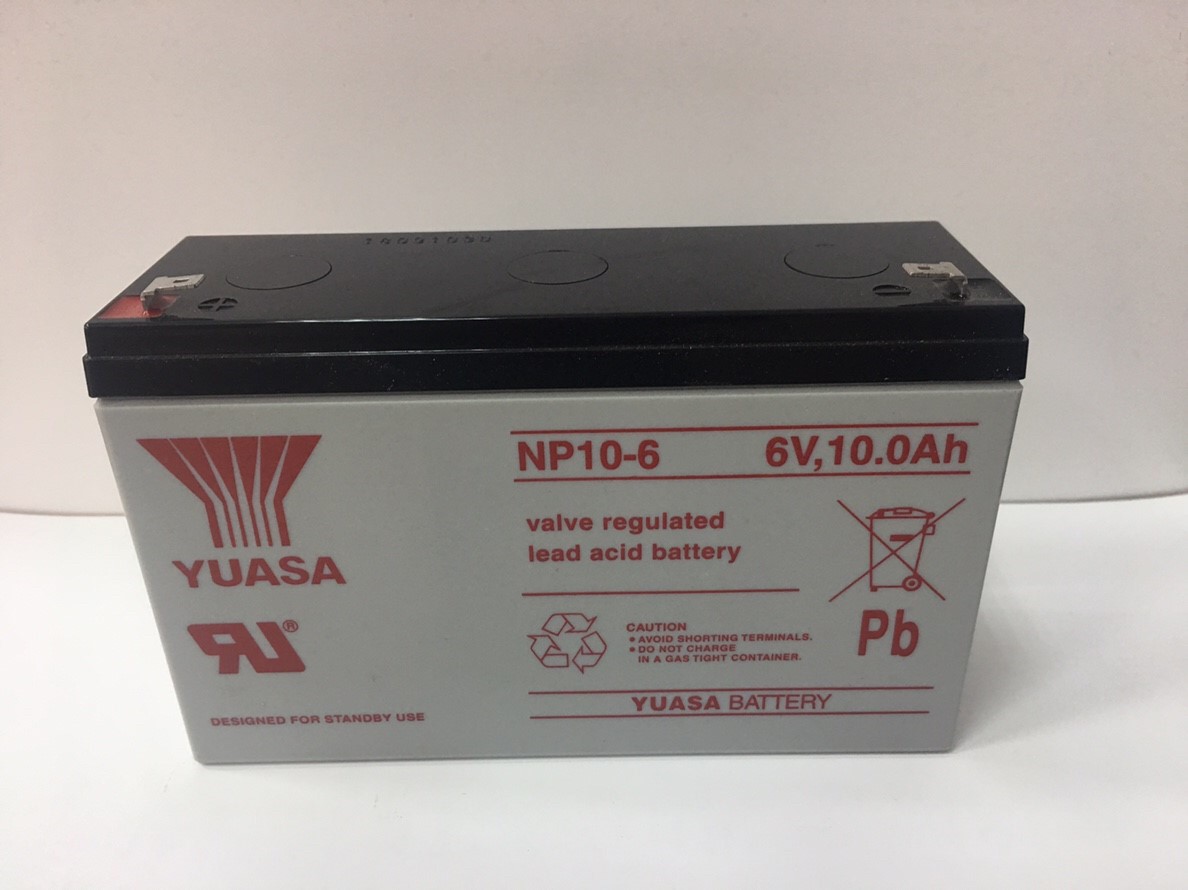 NP10-6 6V,10.0Ah
valve regulated
lead acid battery
YUASA
Pb
CAUTION
• AVOID SHORTING TERMINALS.
• DO NOT CHARGE
IN A GAS TIGHT CONTAINER.
YUASA BATTERY
DESIGNED FOR STANDBY USE